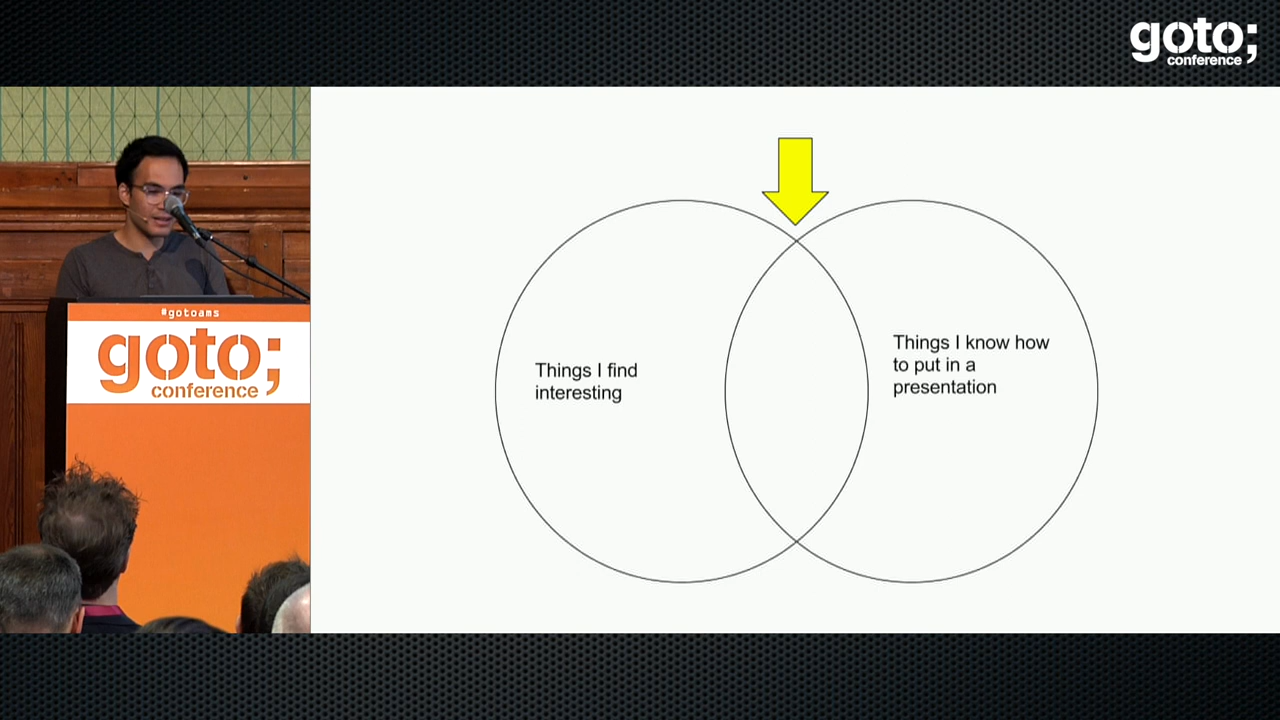 goto;
conference
#gotoams
goto;
conference
Things I find
interesting
Things I know how
to put in a
presentation